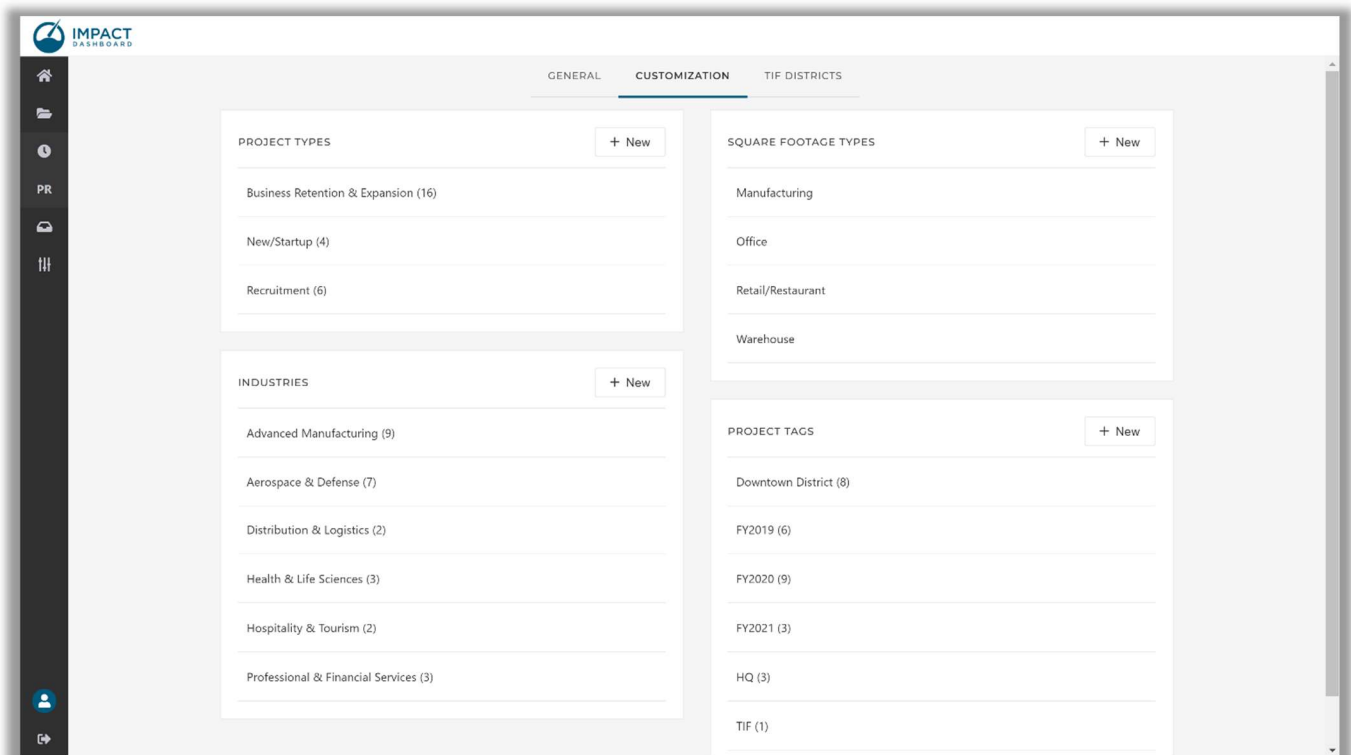 IMPACT
DASHBOARD
GENERAL CUSTOMIZATION TIF DISTRICTS
PR
PROJECT TYPES + New
Business Retention & Expansion (16)
New/Startup (4)
Recruitment (6)
INDUSTRIES + New
Advanced Manufacturing (9)
Aerospace & Defense (7)
Distribution & Logistics (2)
Health & Life Sciences (3)
Hospitality & Tourism (2)
Professional & Financial Services (3)
SQUARE FOOTAGE TYPES + New
Manufacturing
Office
Retail/Restaurant
Warehouse
PROJECT TAGS + New
Downtown District (8)
FY2019 (6)
FY2020 (9)
FY2021 (3)
HQ (3)
TIF (1)